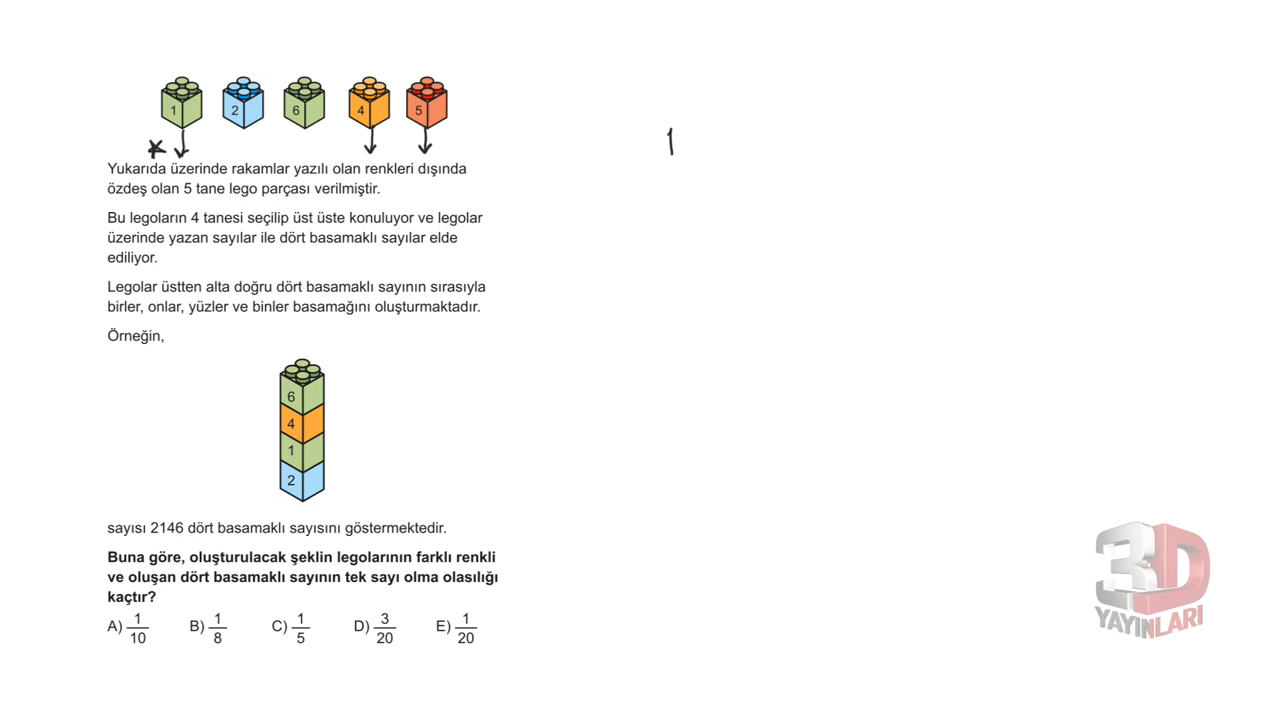 1 2 6 4 5
1
Yukarıda üzerinde rakamlar yazılı olan renkleri dışında
özdeş olan 5 tane lego parçası verilmiştir.
Bu legoların 4 tanesi seçilip üst üste konuluyor ve legolar
üzerinde yazan sayılar ile dört basamaklı sayılar elde
ediliyor.
Legolar üstten alta doğru dört basamaklı sayının sırasıyla
birler, onlar, yüzler ve binler basamağını oluşturmaktadır.
Örneğin,
6
4
1
2
sayısı 2146 dört basamaklı sayısını göstermektedir.
Buna göre, oluşturulacak şeklin legolarının farklı renkli
ve oluşan dört basamaklı sayının tek sayı olma olasılığı
kaçtır?
A) 1/10 B) 1/8 C) 1/5 D) 3/20 E) 1/20
3D
YAYINLARI